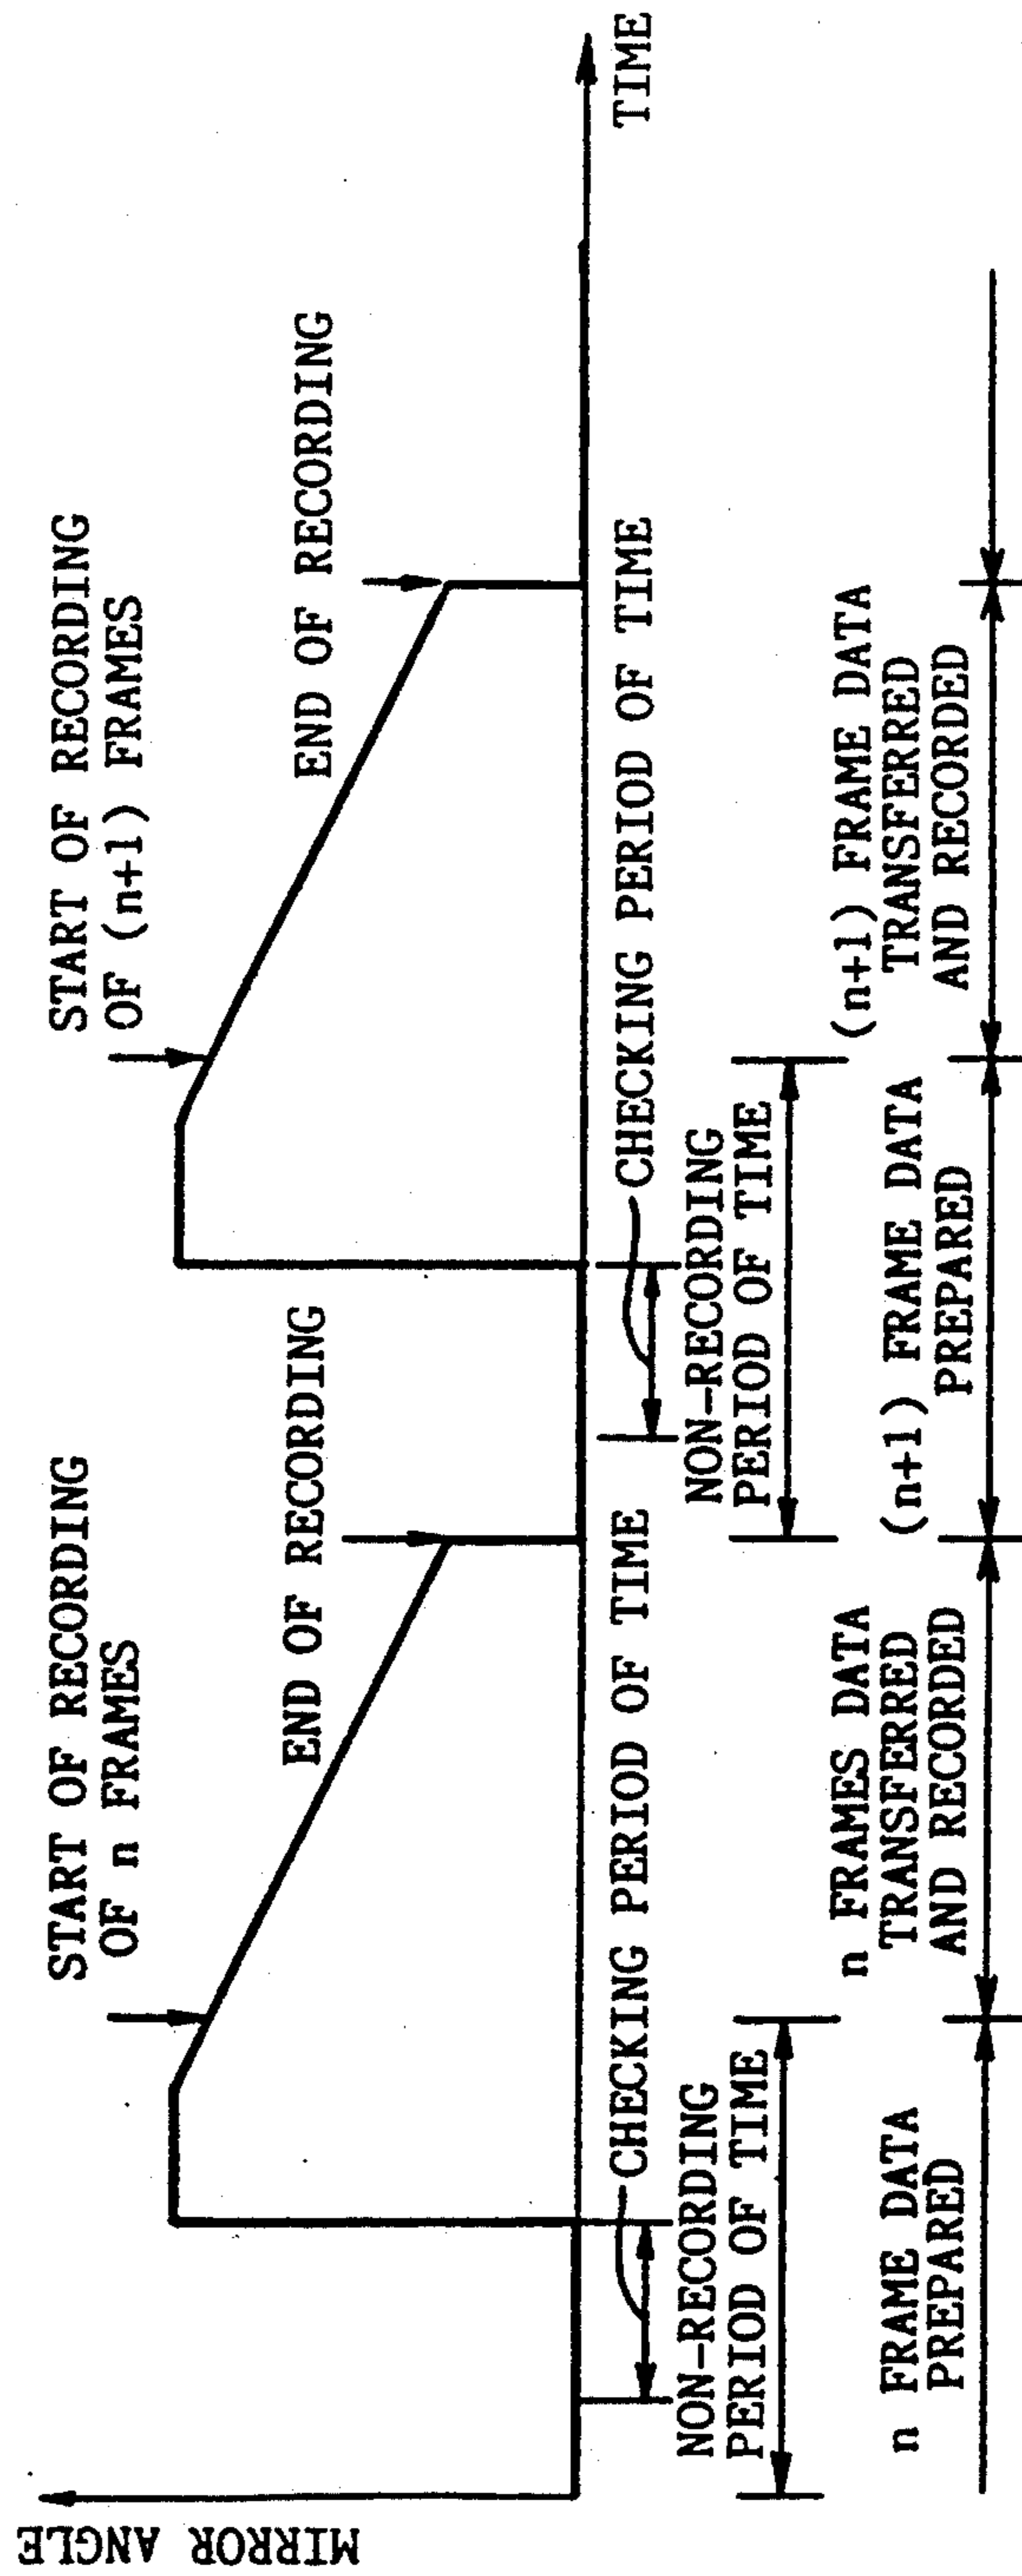 MIRROR ANGLE
START OF RECORDING
OF n FRAMES
END OF RECORDING
START OF RECORDING
OF (n+1) FRAMES
END OF RECORDING
TIME
CHECKING PERIOD OF TIME
CHECKING PERIOD OF TIME
NON-RECORDING
PERIOD OF TIME
NON-RECORDING
PERIOD OF TIME
n FRAME DATA
PREPARED
n FRAMES DATA
TRANSFERRED
AND RECORDED
(n+1) FRAME DATA
PREPARED
(n+1) FRAME DATA
TRANSFERRED
AND RECORDED